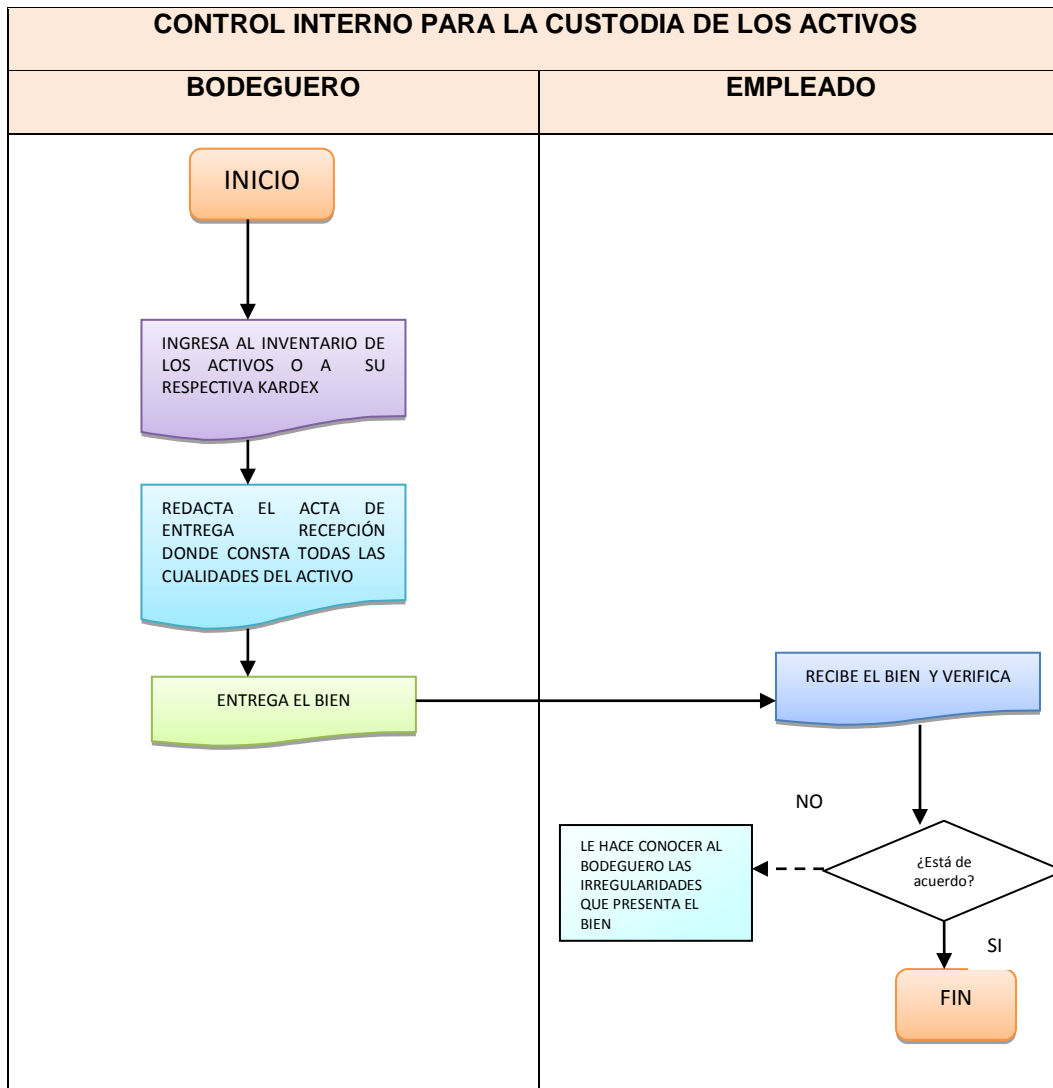 CONTROL INTERNO PARA LA CUSTODIA DE LOS ACTIVOS
BODEGUERO
EMPLEADO
INICIO
INGRESA AL INVENTARIO DE
LOS ACTIVOS O A SU
RESPECTIVA KARDEX
REDACTA EL ACTA DE
ENTREGA RECEPCIÓN
DONDE CONSTA TODAS LAS
CUALIDADES DEL ACTIVO
ENTREGA EL BIEN
RECIBE EL BIEN Y VERIFICA
NO
LE HACE CONOCER AL
BODEGUERO LAS
IRREGULARIDADES
QUE PRESENTA EL
BIEN
¿Está de
acuerdo?
SI
FIN